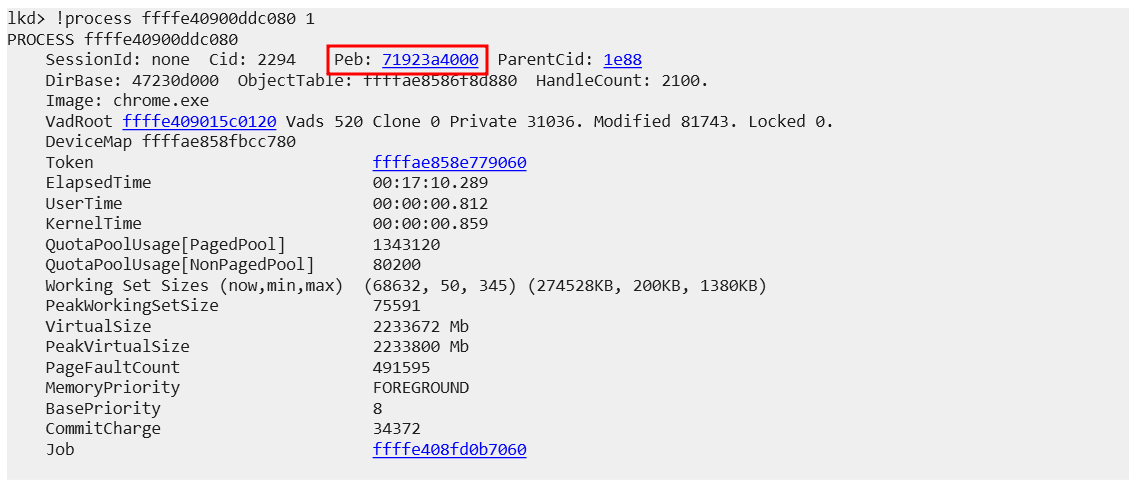 lkd> !process ffffe40900ddc080 1
PROCESS ffffe40900ddc080
SessionId: none Cid: 2294 Peb: 71923a4000 ParentCid: 1e88
DirBase: 47230d000 ObjectTable: ffffae8586f8d880 HandleCount: 2100.
Image: chrome.exe
VadRoot ffffe409015c0120 Vads 520 Clone 0 Private 31036. Modified 81743. Locked 0.
DeviceMap ffffae858fbcc780
Token ffffae858e779060
ElapsedTime 00:17:10.289
UserTime 00:00:00.812
KernelTime 00:00:00.859
QuotaPoolUsage[PagedPool] 1343120
QuotaPoolUsage[NonPagedPool] 80200
Working Set Sizes (now,min,max) (68632, 50, 345) (274528KB, 200KB, 1380KB)
PeakWorkingSetSize 75591
VirtualSize 2233672 Mb
PeakVirtualSize 2233800 Mb
PageFaultCount 491595
MemoryPriority FOREGROUND
BasePriority 8
CommitCharge 34372
Job ffffe408fd0b7060